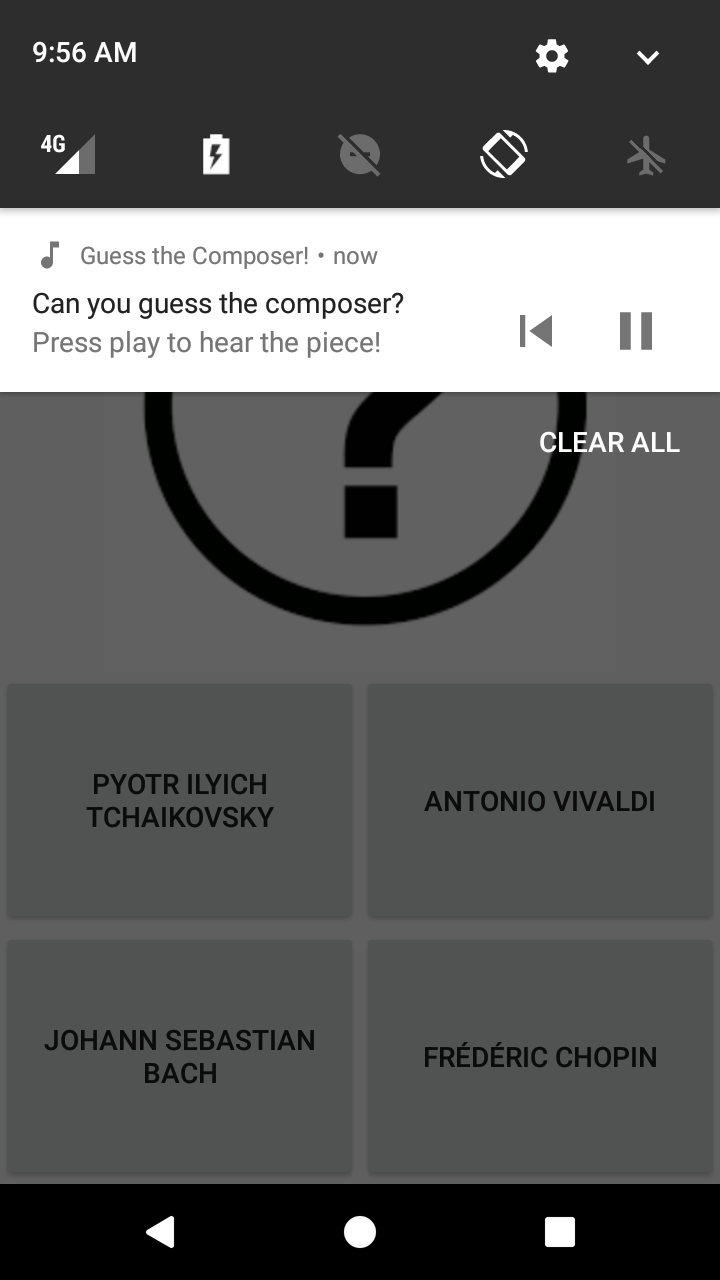 9:56 AM
4G
Guess the Composer! • now
Can you guess the composer?
Press play to hear the piece!
CLEAR ALL
PYOTR ILYICH
TCHAIKOVSKY
ANTONIO VIVALDI
JOHANN SEBASTIAN
BACH
FRÉDÉRIC CHOPIN